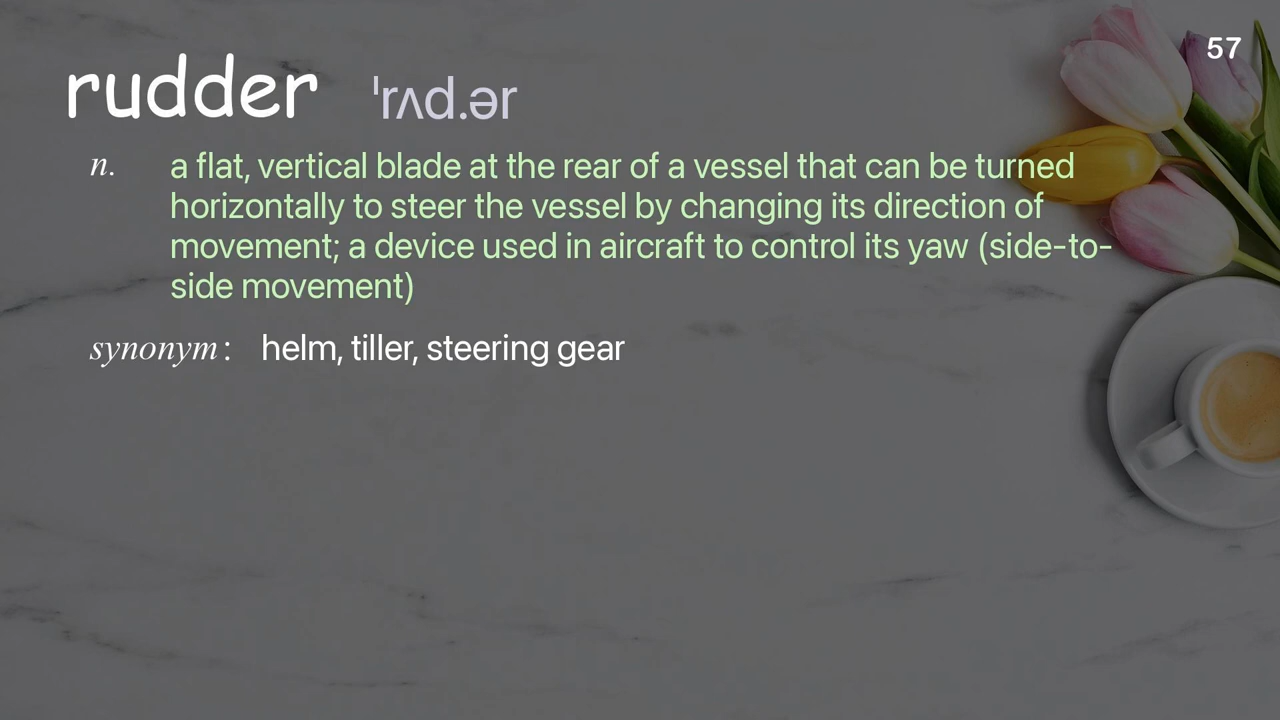 57
rudder ˈrʌd.ər
n. a flat, vertical blade at the rear of a vessel that can be turned
horizontally to steer the vessel by changing its direction of
movement; a device used in aircraft to control its yaw (side-to-
side movement)
synonym: helm, tiller, steering gear